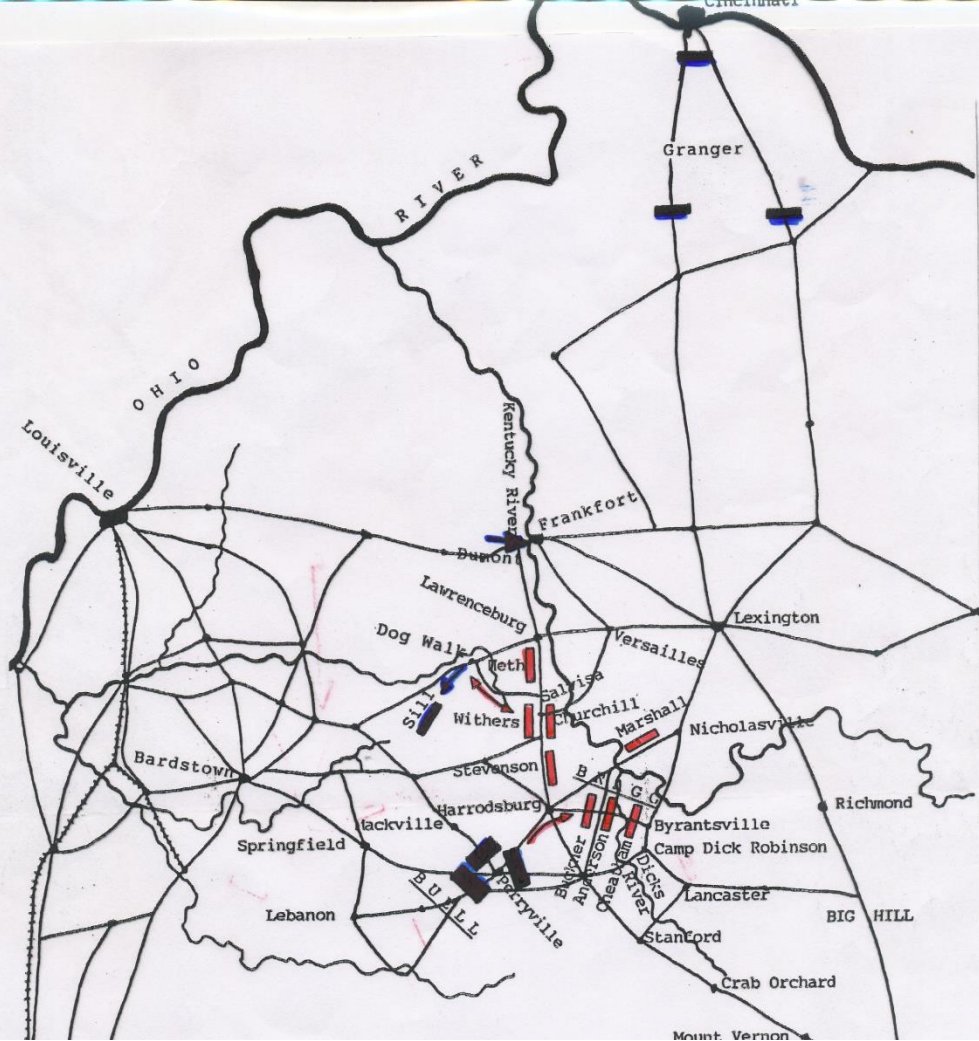 Cincinnati
Granger
RIVER
OHIO
Louisville
Kentucky River
Frankfort
Dumont
Lawrenceburg
Lexington
Dog Walk
Versailles
Heth
Salvisa
Sill
Withers
Churchill
Marshall
Nicholasville
Bardstown
Stevenson
BRAGG
Harrodsburg
Richmond
Mackville
Byrantsville
Springfield
Camp Dick Robinson
Buckner
Anderson
Cheatham
Dicks River
BUELL
Perryville
Lancaster
Lebanon
BIG HILL
Stanford
Crab Orchard
Mount Vernon